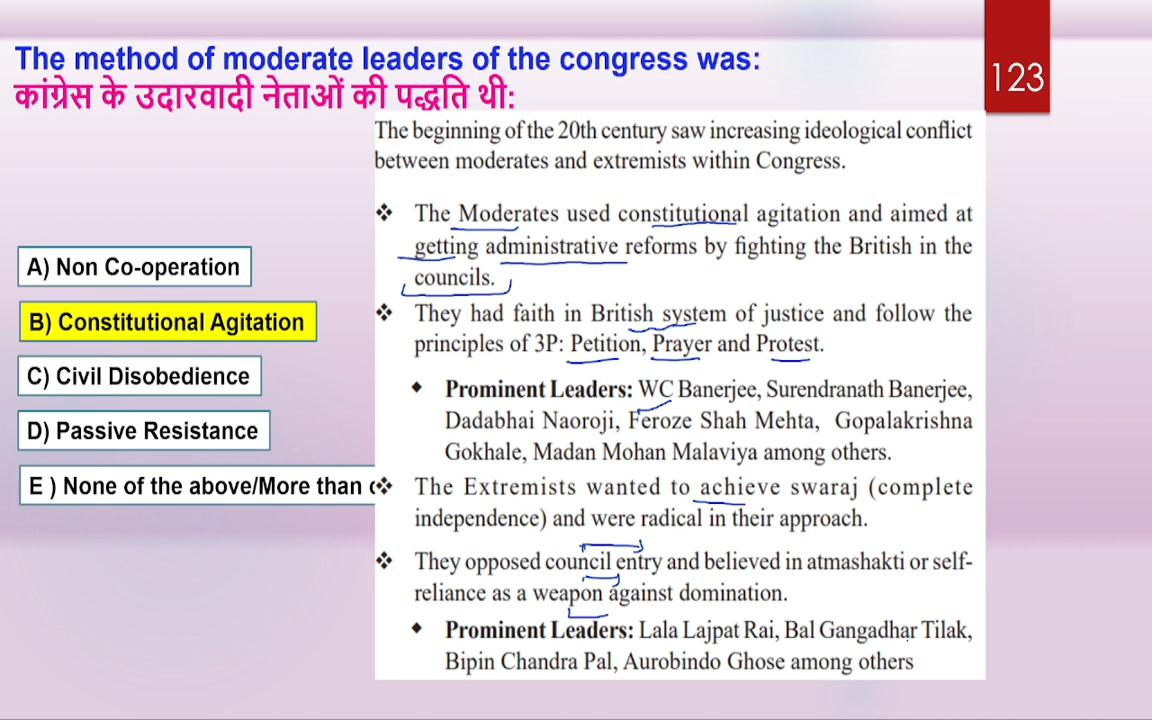 The method of moderate leaders of the congress was:
कांग्रेस के उदारवादी नेताओं की पद्धति थी:
123
A) Non Co-operation
B) Constitutional Agitation
C) Civil Disobedience
D) Passive Resistance
E ) None of the above/More than
The beginning of the 20th century saw increasing ideological conflict
between moderates and extremists within Congress.
❖ The Moderates used constitutional agitation and aimed at
getting administrative reforms by fighting the British in the
councils.
❖ They had faith in British system of justice and follow the
principles of 3P: Petition, Prayer and Protest.
◆ Prominent Leaders: WC Banerjee, Surendranath Banerjee,
Dadabhai Naoroji, Feroze Shah Mehta, Gopalakrishna
Gokhale, Madan Mohan Malaviya among others.
❖ The Extremists wanted to achieve swaraj (complete
independence) and were radical in their approach.
❖ They opposed council entry and believed in atmashakti or self-
reliance as a weapon against domination.
◆ Prominent Leaders: Lala Lajpat Rai, Bal Gangadhar Tilak,
Bipin Chandra Pal, Aurobindo Ghose among others